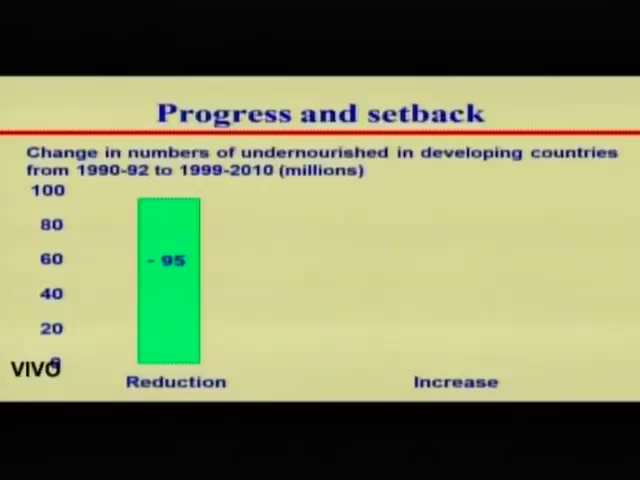 Progress and setback
Change in numbers of undernourished in developing countries
from 1990-92 to 1999-2010 (millions)
100
80
60
40
20
0
- 95
VIVO
Reduction
Increase